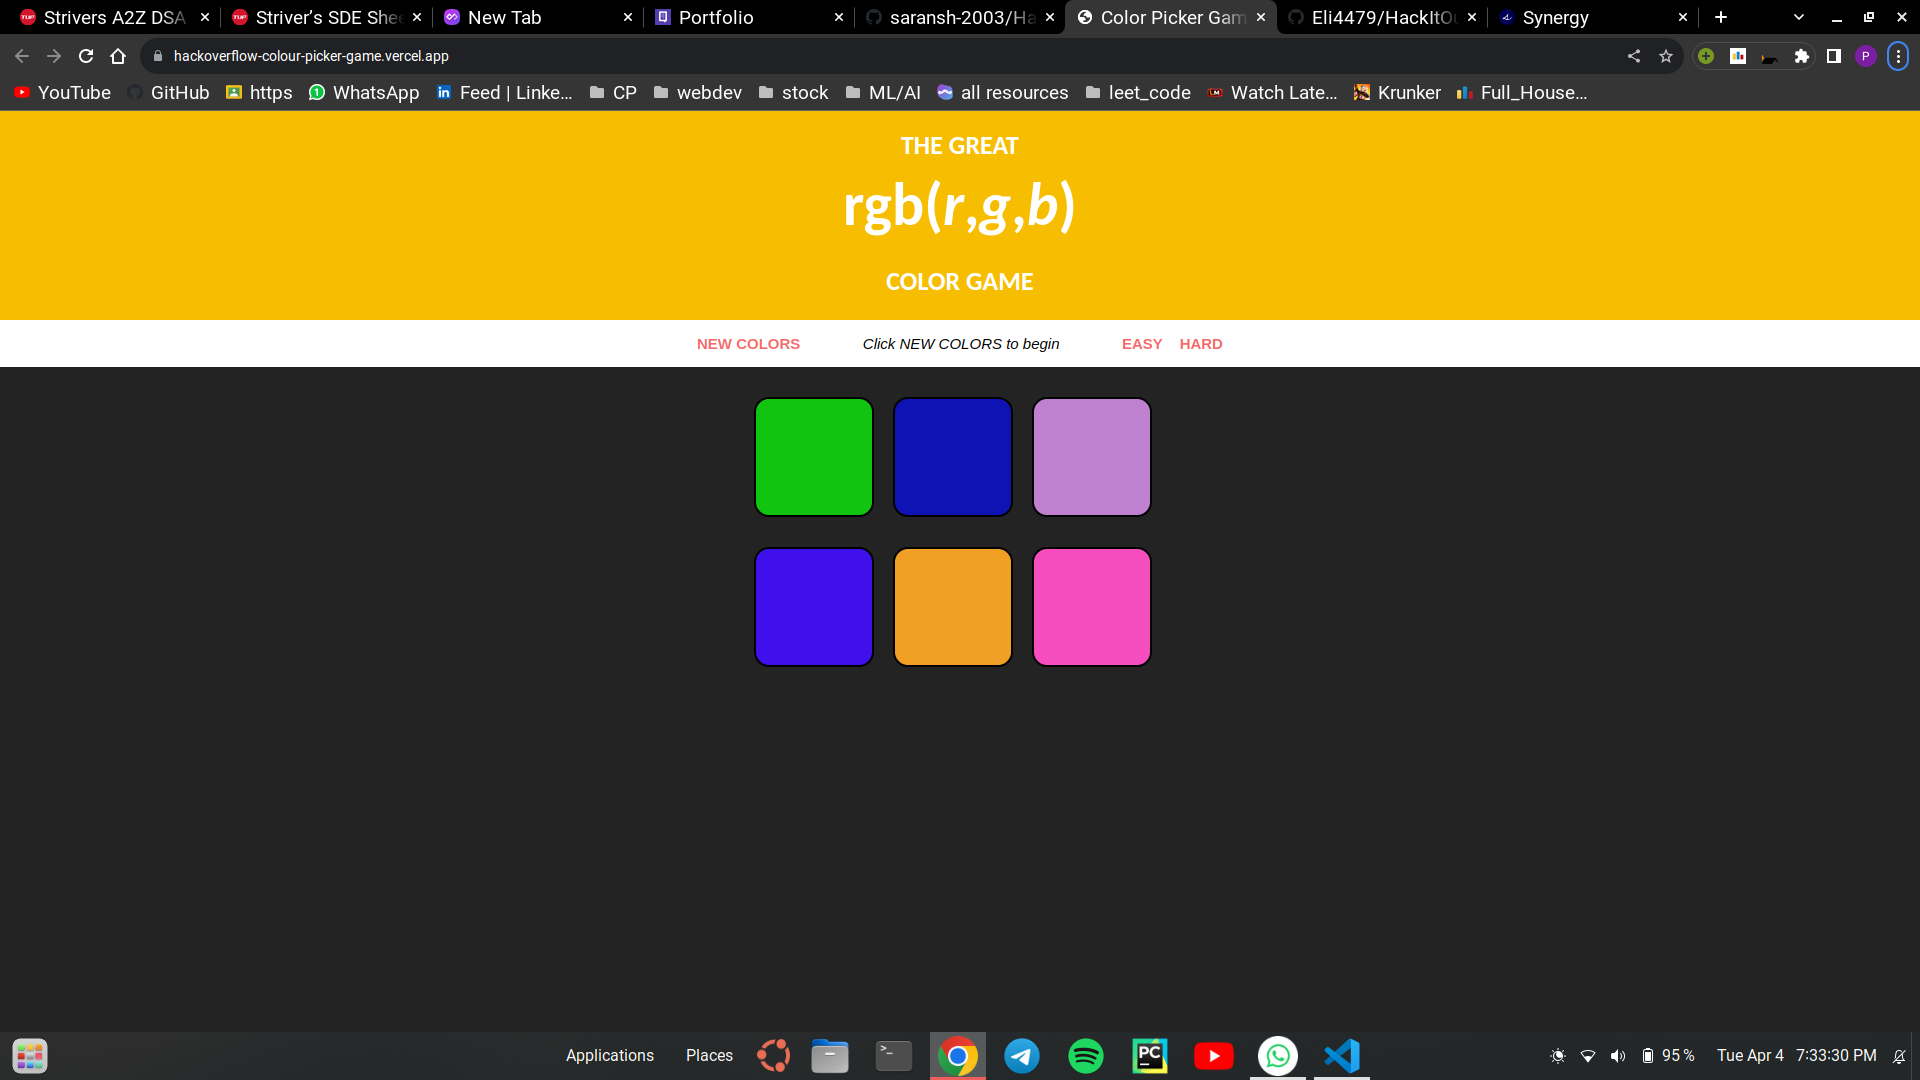 Strivers A2Z DSA
Striver's SDE Shee
New Tab
Portfolio
saransh-2003/Ha
Color Picker Gam
Eli4479/HackItOu
Synergy
hackoverflow-colour-picker-game.vercel.app
P
YouTube
GitHub
https
WhatsApp
Feed | Linke...
CP
webdev
stock
ML/AI
all resources
leet_code
Watch Late...
Krunker
Full_House...
THE GREAT
rgb(r,g,b)
COLOR GAME
NEW COLORS
Click NEW COLORS to begin
EASY
HARD
Applications
Places
PC
95 %
Tue Apr 4 7:33:30 PM